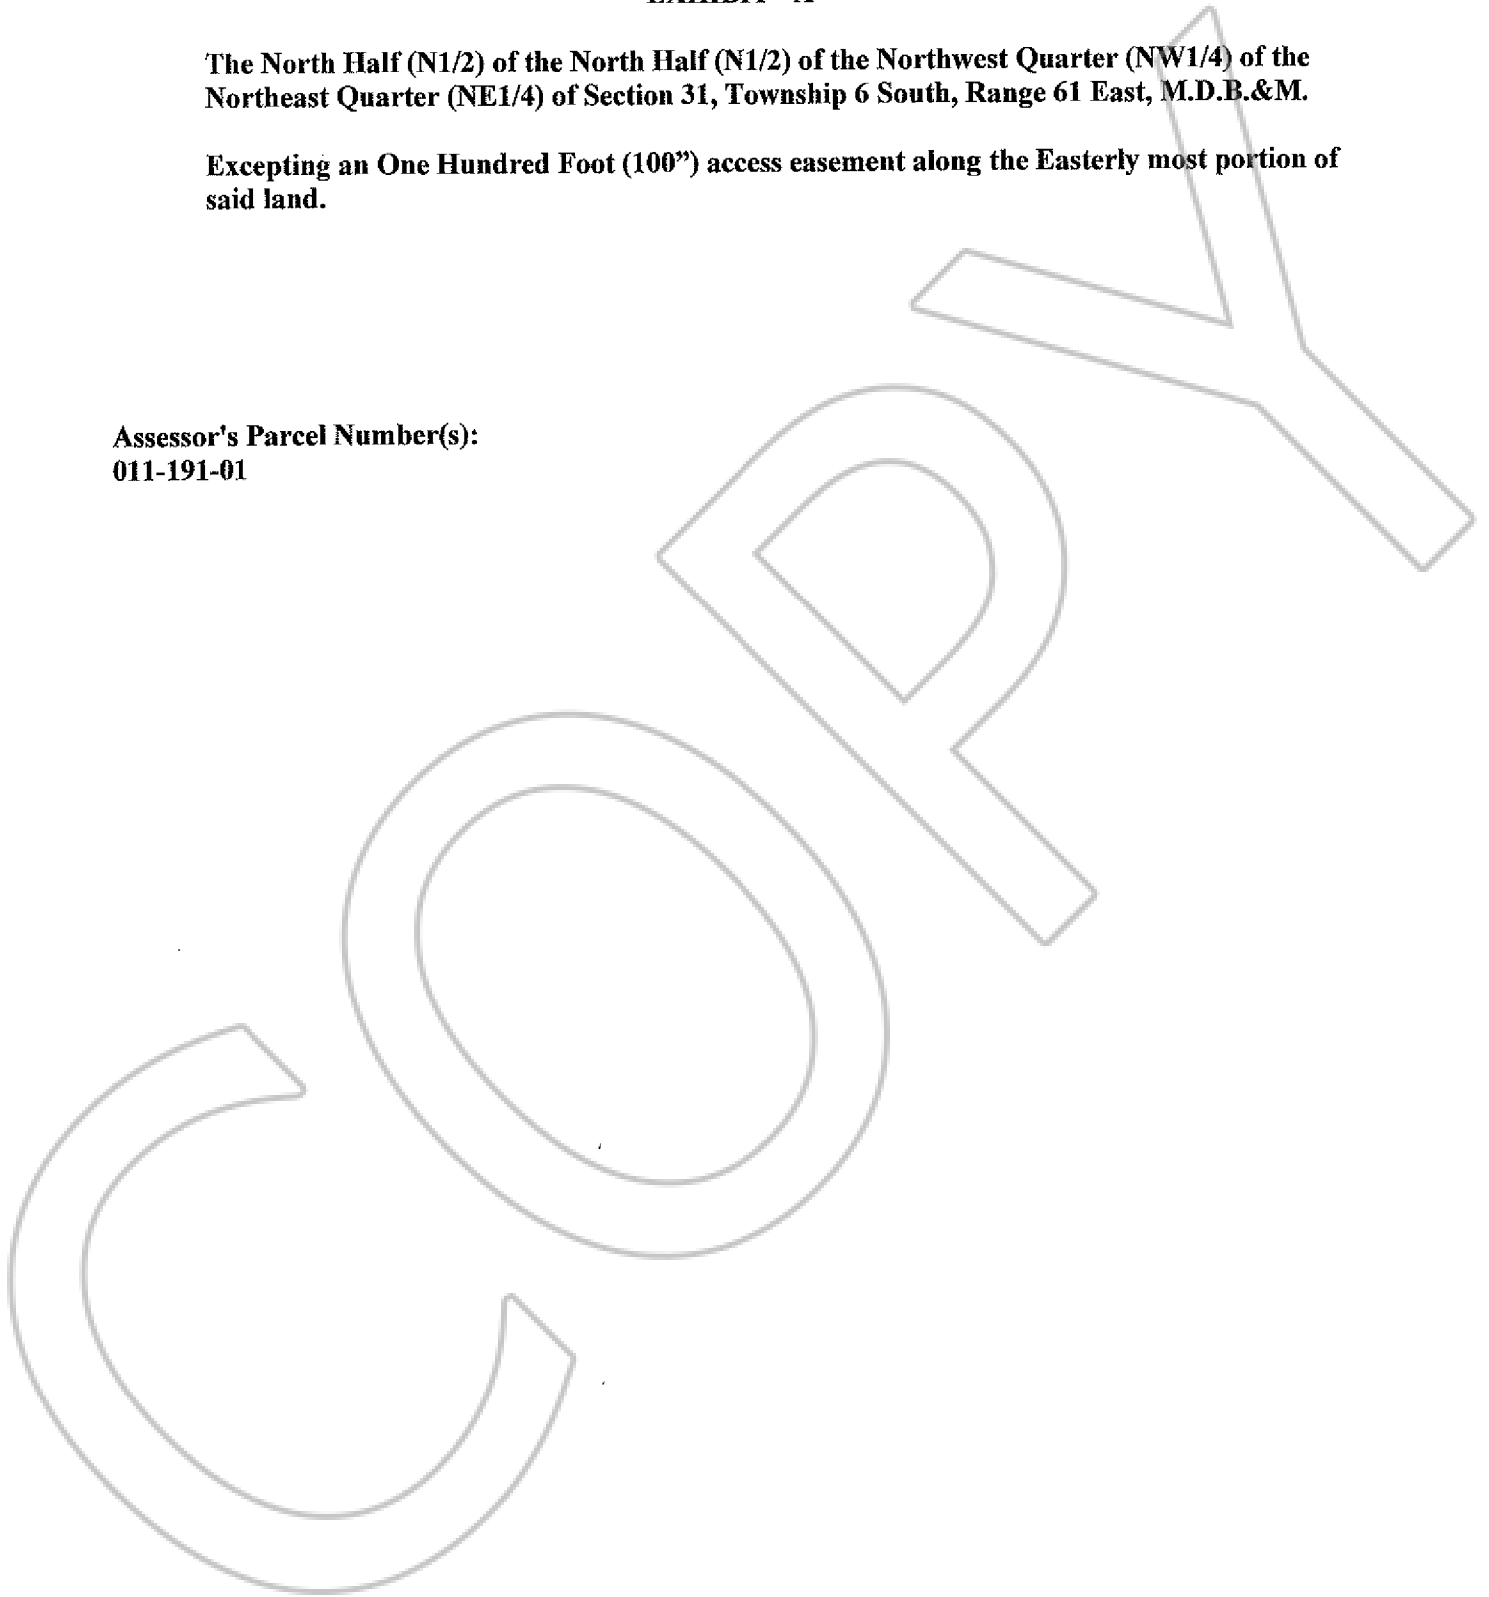 EXHIBIT "A"
The North Half (N1/2) of the North Half (N1/2) of the Northwest Quarter (NW1/4) of the
Northeast Quarter (NE1/4) of Section 31, Township 6 South, Range 61 East, M.D.B.&M.
Excepting an One Hundred Foot (100”) access easement along the Easterly most portion of
said land.
Assessor's Parcel Number(s):
011-191-01
COPY